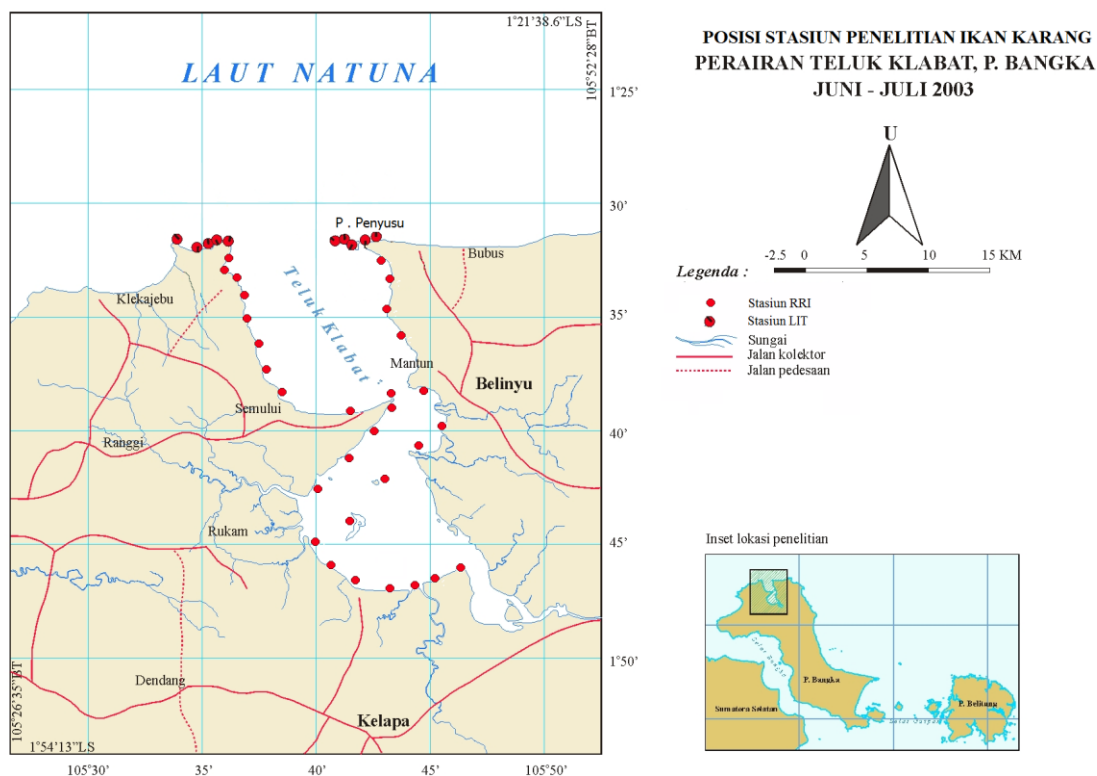 1°21'38.6"LS
105°52'28"BT
LAUT NATUNA
1°25'
30'
35'
40'
45'
1°50'
P . Penyusu
Bubus
Teluk Klabat
Klekajebu
Mantun
Belinyu
Semului
Ranggi
Rukam
Dendang
Kelapa
105°26'35"BT
1°54'13"LS
105°30'
35'
40'
45'
105°50'
POSISI STASIUN PENELITIAN IKAN KARANG
PERAIRAN TELUK KLABAT, P. BANGKA
JUNI - JULI 2003
U
-2.5 0 5 10 15 KM
Legenda :
Stasiun RRI
Stasiun LIT
Sungai
Jalan kolektor
Jalan pedesaan
Inset lokasi penelitian
P. Bangka
Sumatera Selatan
P. Belitung